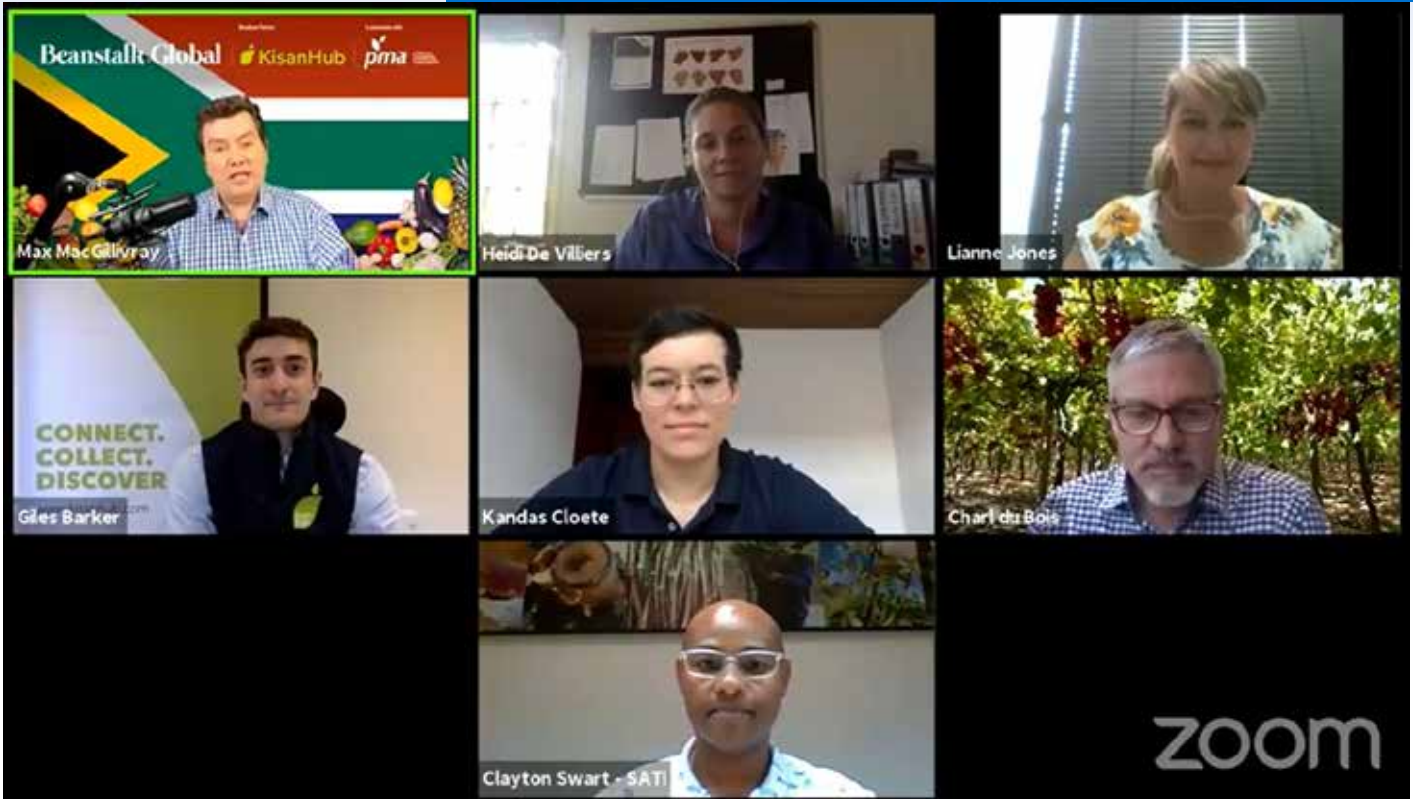 Beanstalk Global
KisanHub
pma
Max MacGillivray
Heidi De Villiers
Lianne Jones
CONNECT.
COLLECT.
DISCOVER
Giles Barker
Kandas Cloete
Charl du Bois
Clayton Swart - SATI
zoom